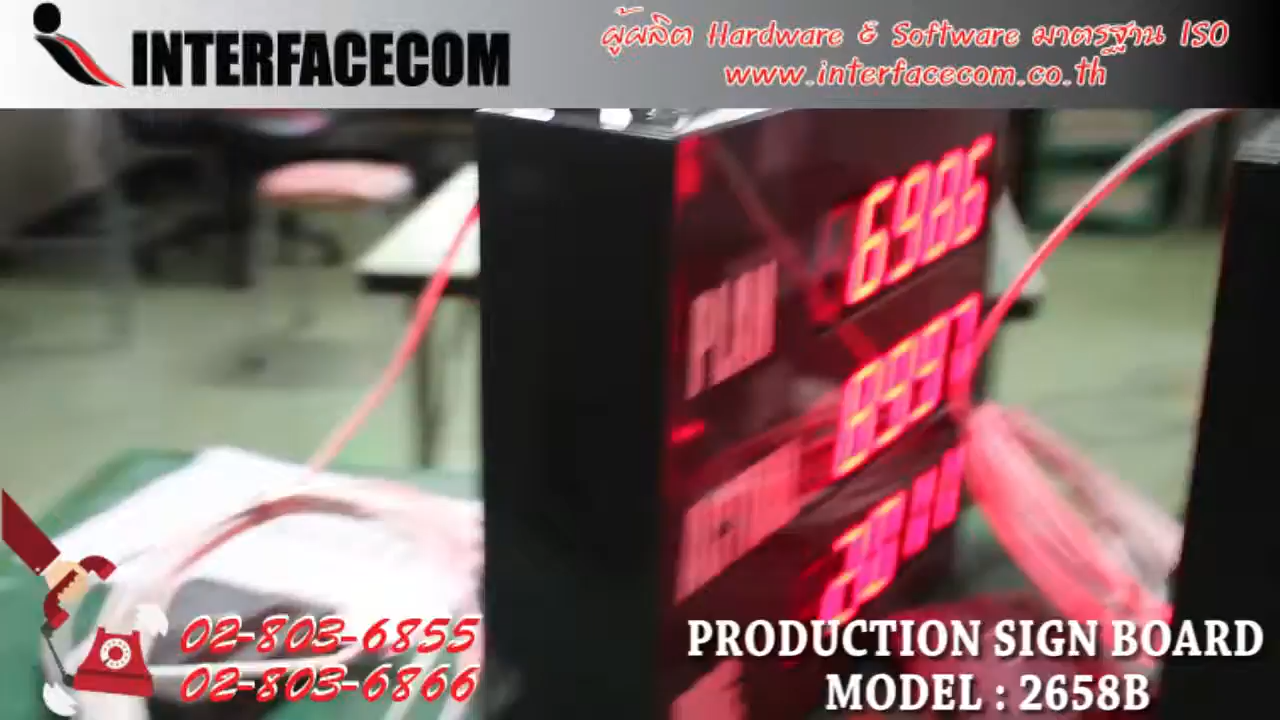 INTERFACECOM
ผู้ผลิต Hardware & Software มาตรฐาน ISO
www.interfacecom.co.th
6986
PLAN
02-803-6855
02-803-6866
PRODUCTION SIGN BOARD
MODEL : 2658B